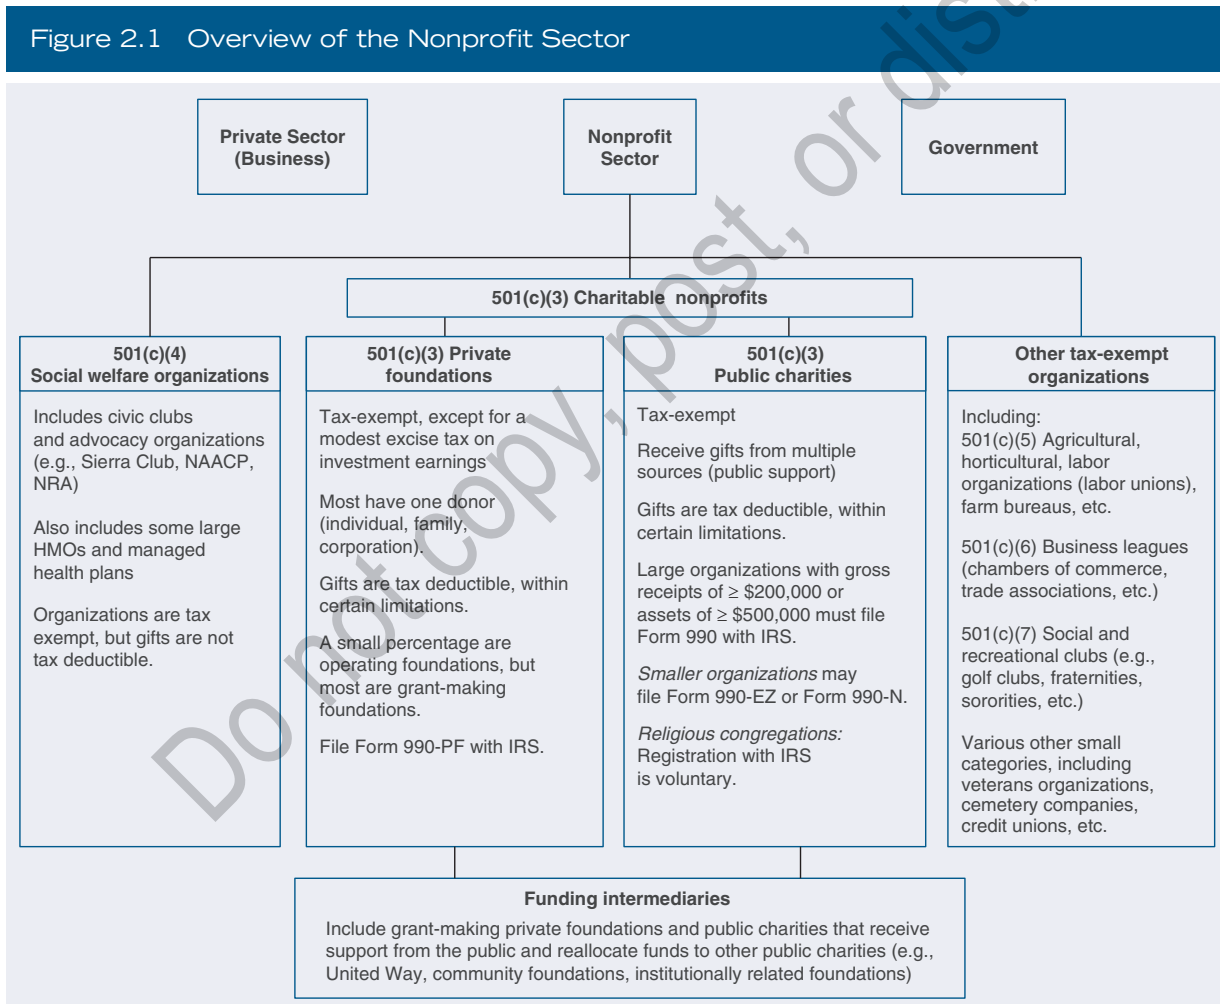 Figure 2.1 Overview of the Nonprofit Sector
Private Sector
(Business)
Nonprofit
Sector
Government
501(c)(3) Charitable nonprofits
501(c)(4)
Social welfare organizations
Includes civic clubs
and advocacy organizations
(e.g., Sierra Club, NAACP,
NRA)
Also includes some large
HMOs and managed
health plans
Organizations are tax
exempt, but gifts are not
tax deductible.
501(c)(3) Private
foundations
Tax-exempt, except for a
modest excise tax on
investment earnings
Most have one donor
(individual, family,
corporation).
Gifts are tax deductible, within
certain limitations.
A small percentage are
operating foundations, but
most are grant-making
foundations.
File Form 990-PF with IRS.
501(c)(3)
Public charities
Tax-exempt
Receive gifts from multiple
sources (public support)
Gifts are tax deductible, within
certain limitations.
Large organizations with gross
receipts of ≥ $200,000 or
assets of ≥ $500,000 must file
Form 990 with IRS.
Smaller organizations may
file Form 990-EZ or Form 990-N.
Religious congregations:
Registration with IRS
is voluntary.
Other tax-exempt
organizations
Including:
501(c)(5) Agricultural,
horticultural, labor
organizations (labor unions),
farm bureaus, etc.
501(c)(6) Business leagues
(chambers of commerce,
trade associations, etc.)
501(c)(7) Social and
recreational clubs (e.g.,
golf clubs, fraternities,
sororities, etc.)
Various other small
categories, including
veterans organizations,
cemetery companies,
credit unions, etc.
Funding intermediaries
Include grant-making private foundations and public charities that receive
support from the public and reallocate funds to other public charities (e.g.,
United Way, community foundations, institutionally related foundations)
Do not copy, post, or